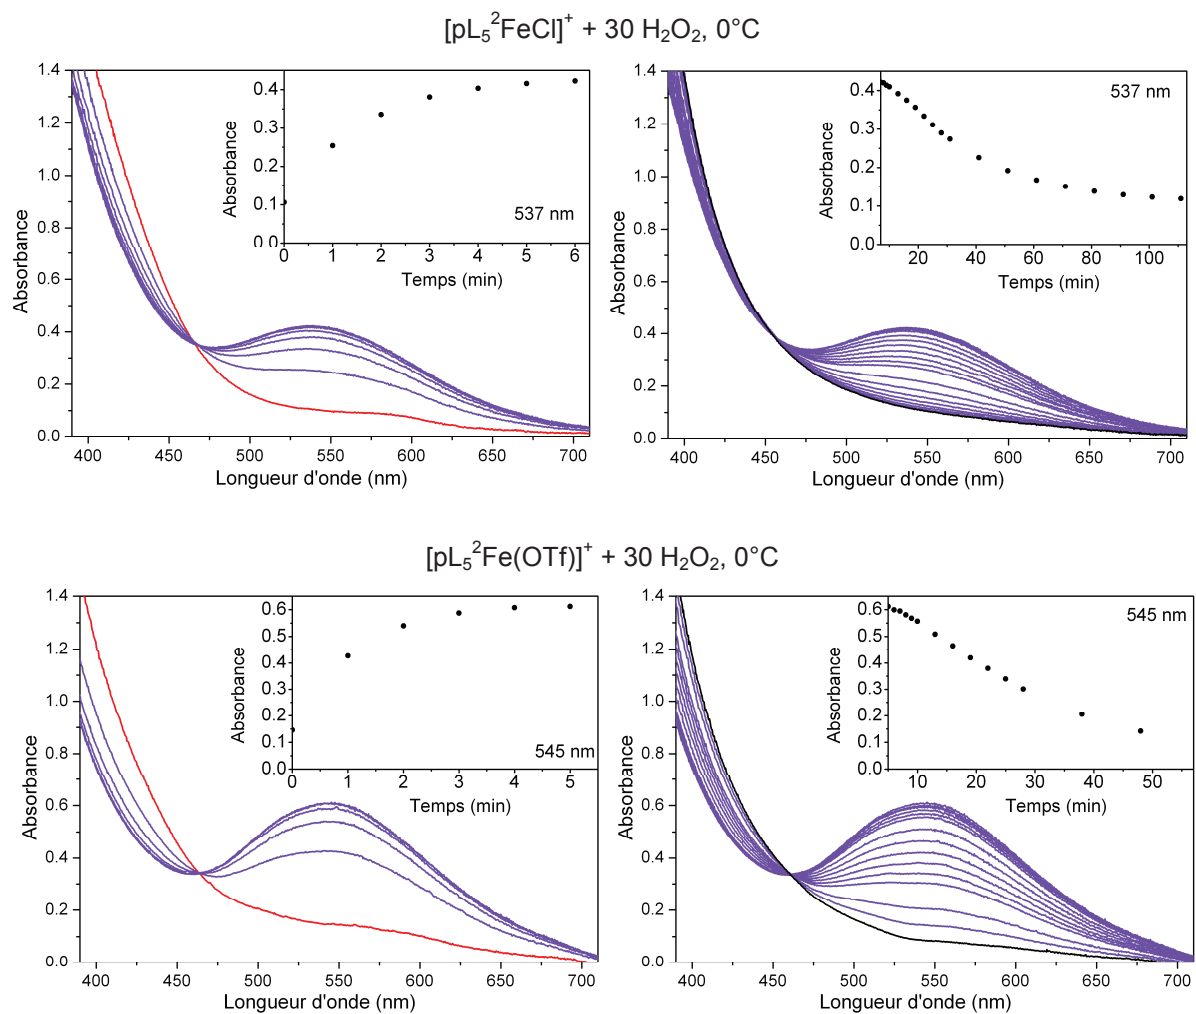 [pL₅²FeCl]⁺ + 30 H₂O₂, 0°C
1.4
1.2
1.0
0.8
0.6
0.4
0.2
0.0
Absorbance
400 450 500 550 600 650 700
Longueur d'onde (nm)
0.4
0.3
0.2
0.1
0.0
Absorbance
537 nm
0 1 2 3 4 5 6
Temps (min)
1.4
1.2
1.0
0.8
0.6
0.4
0.2
0.0
Absorbance
400 450 500 550 600 650 700
Longueur d'onde (nm)
0.4
0.3
0.2
0.1
0.0
Absorbance
537 nm
20 40 60 80 100
Temps (min)
[pL₅²Fe(OTf)]⁺ + 30 H₂O₂, 0°C
1.4
1.2
1.0
0.8
0.6
0.4
0.2
0.0
Absorbance
400 450 500 550 600 650 700
Longueur d'onde (nm)
0.6
0.5
0.4
0.3
0.2
0.1
0.0
Absorbance
545 nm
0 1 2 3 4 5
Temps (min)
1.4
1.2
1.0
0.8
0.6
0.4
0.2
0.0
Absorbance
400 450 500 550 600 650 700
Longueur d'onde (nm)
0.6
0.5
0.4
0.3
0.2
0.1
0.0
Absorbance
545 nm
10 20 30 40 50
Temps (min)